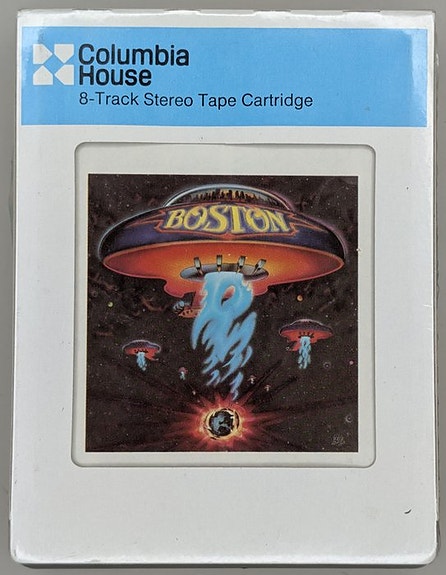 Columbia
House
8-Track Stereo Tape Cartridge
BOSTON